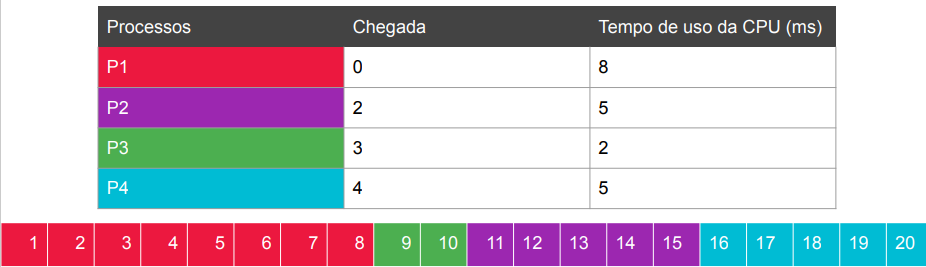 Processos Chegada Tempo de uso da CPU (ms)
P1 0 8
P2 2 5
P3 3 2
P4 4 5
1 2 3 4 5 6 7 8 9 10 11 12 13 14 15 16 17 18 19 20